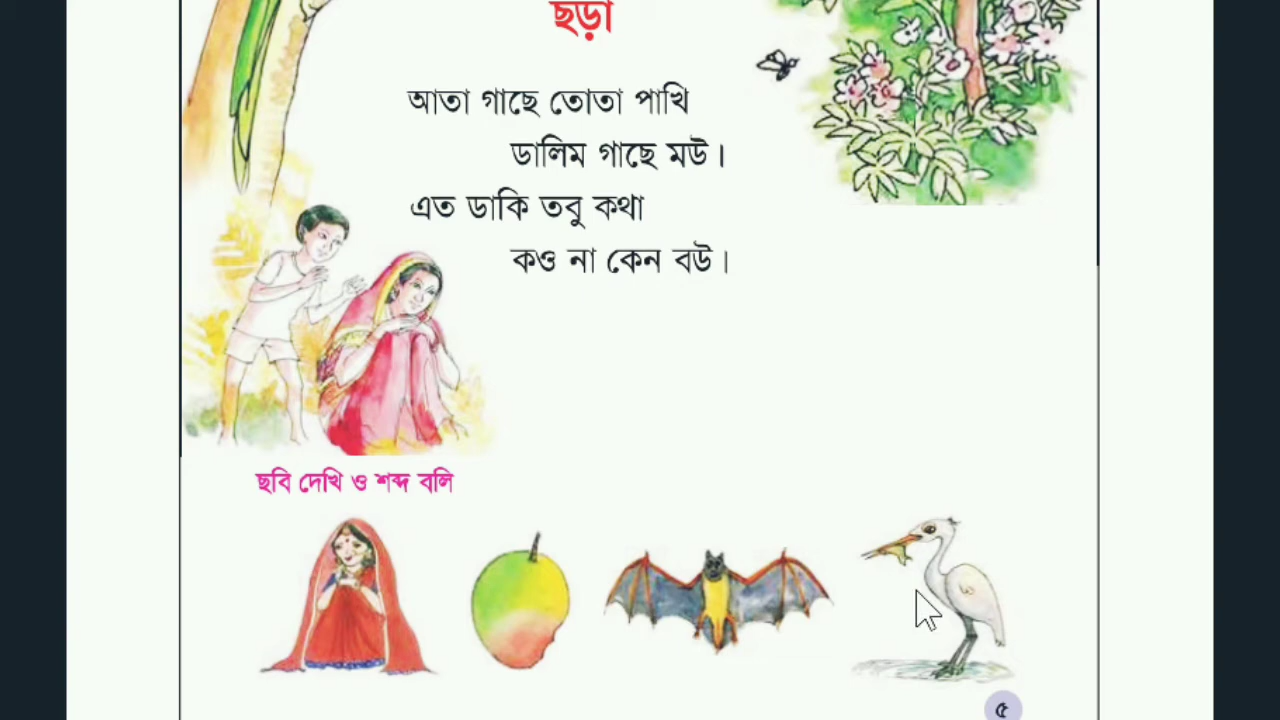 ছড়া
আতা গাছে তোতা পাখি
ডালিম গাছে মউ।
এত ডাকি তবু কথা
কও না কেন বউ।
ছবি দেখি ও শব্দ বলি
৫